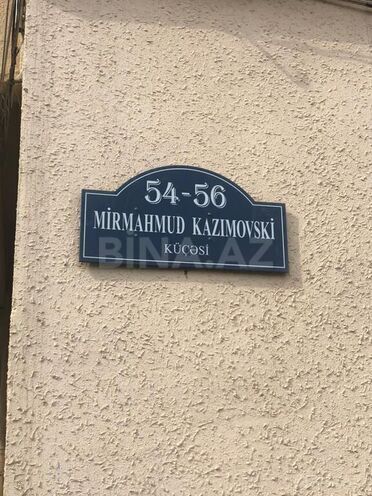 54-56
MİRMAHMUD KAZIMOVSKİ
KÜÇƏSİ
BINA.AZ